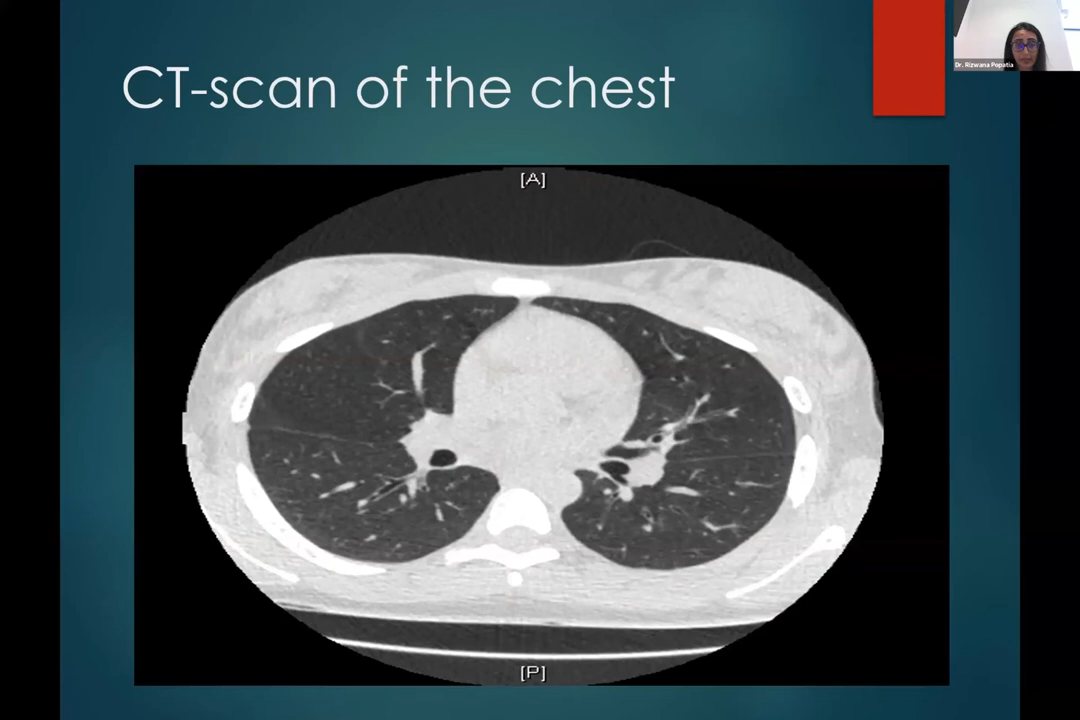 CT-scan of the chest
Dr. Rizwana Popatia
[A]
[P]